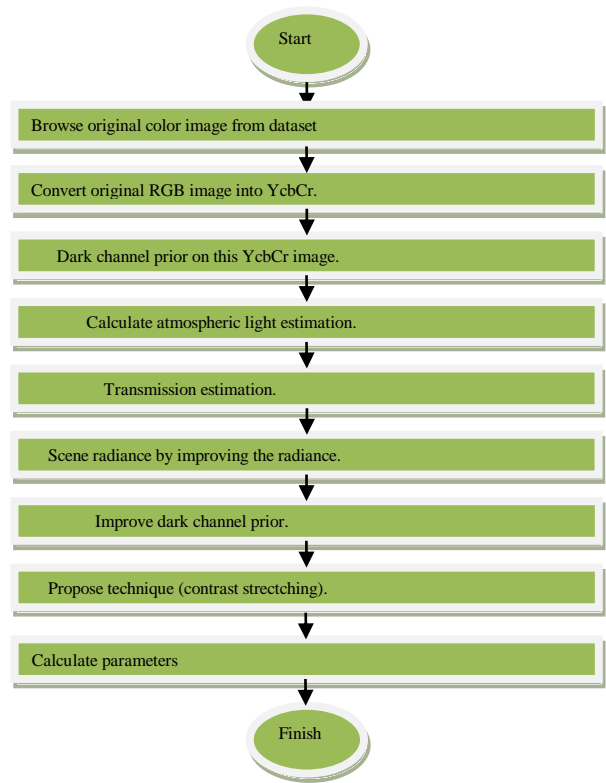 Start
Browse original color image from dataset
Convert original RGB image into YcbCr.
Dark channel prior on this YcbCr image.
Calculate atmospheric light estimation.
Transmission estimation.
Scene radiance by improving the radiance.
Improve dark channel prior.
Propose technique (contrast strectching).
Calculate parameters
Finish